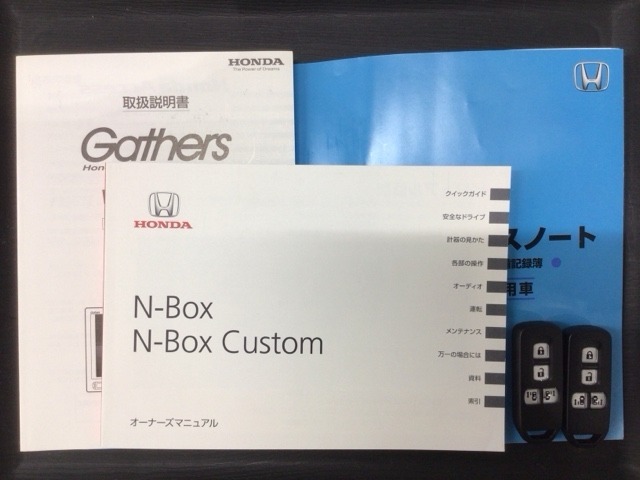 HONDA
The Power of Dreams
取扱説明書
Gathers
HONDA
N-Box
N-Box Custom
オーナーズマニュアル
クイックガイド
安全なドライブ
計器の見かた
各部の操作
オーディオ
運転
メンテナンス
万一の場合には
資料
索引
スノート
記録簿
用車